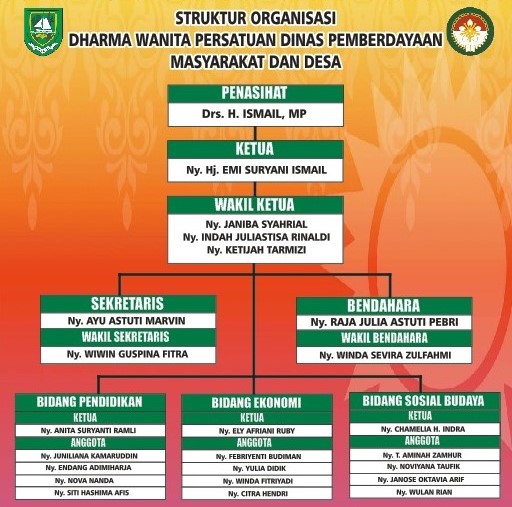 STRUKTUR ORGANISASI
DHARMA WANITA PERSATUAN DINAS PEMBERDAYAAN
MASYARAKAT DAN DESA
PENASIHAT
Drs. H. ISMAIL, MP
KETUA
Ny. Hj. EMI SURYANI ISMAIL
WAKIL KETUA
Ny. JANIBA SYAHRIAL
Ny. INDAH JULIASTISA RINALDI
Ny. KETIJAH TARMIZI
SEKRETARIS
Ny. AYU ASTUTI MARVIN
WAKIL SEKRETARIS
Ny. WIWIN GUSPINA FITRA
BENDAHARA
Ny. RAJA JULIA ASTUTI PEBRI
WAKIL BENDAHARA
Ny. WINDA SEVIRA ZULFAHMI
BIDANG PENDIDIKAN
KETUA
Ny. ANITA SURYANTI RAMLI
ANGGOTA
Ny. JUNILIANA KAMARUDDIN
Ny. ENDANG ADIMIHARJA
Ny. NOVA NANDA
Ny. SITI HASHIMA AFIS
BIDANG EKONOMI
KETUA
Ny. ELY AFRIANI RUBY
ANGGOTA
Ny. FEBRIYENTI BUDIMAN
Ny. YULIA DIDIK
Ny. WINDA FITRIYADI
Ny. CITRA HENDRI
BIDANG SOSIAL BUDAYA
KETUA
Ny. CHAMELIA H. INDRA
ANGGOTA
Ny. T. AMINAH ZAMHUR
Ny. NOVIYANA TAUFIK
Ny. JANOSE OKTAVIA ARIF
Ny. WULAN RIAN